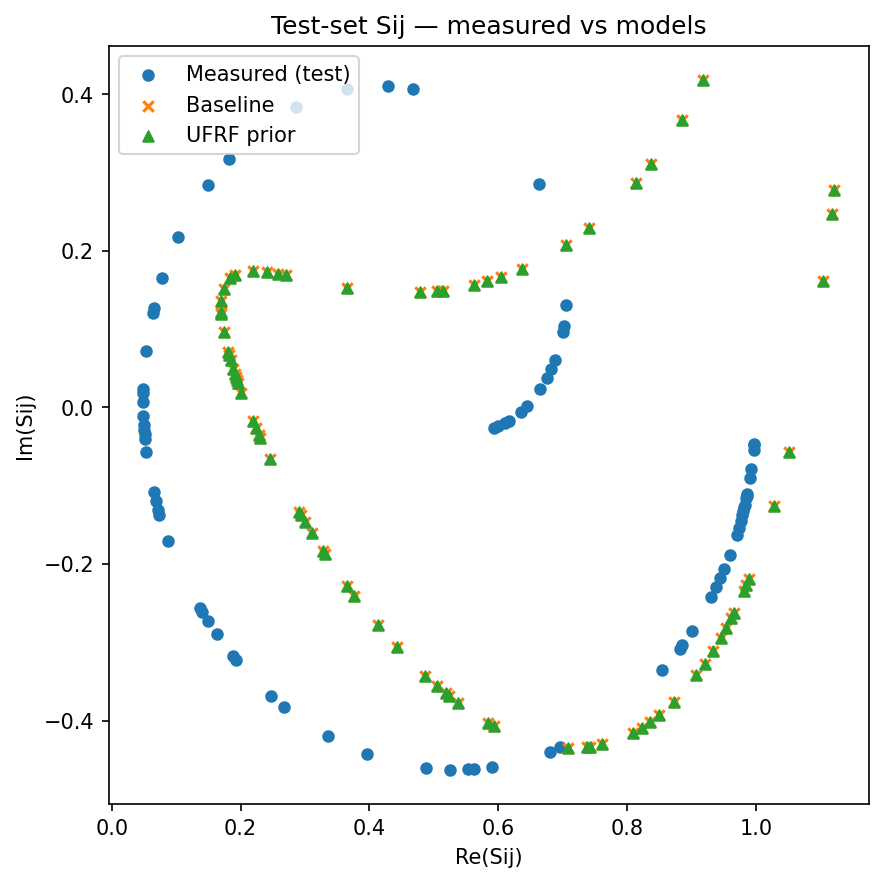 Test-set Sij — measured vs models
Measured (test)
Baseline
UFRF prior
0.4
0.2
0.0
−0.2
−0.4
Im(Sij)
0.0
0.2
0.4
0.6
0.8
1.0
Re(Sij)